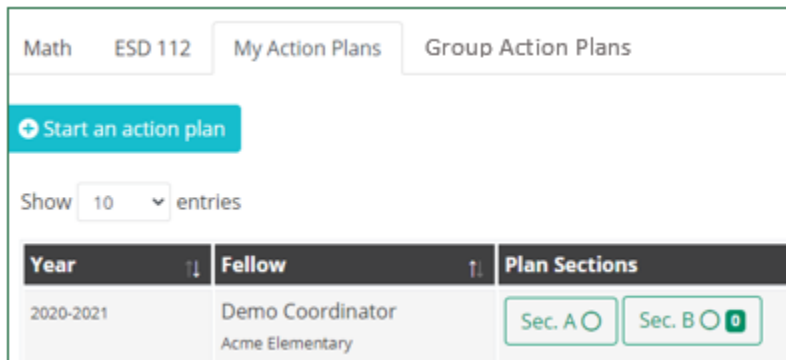 Math ESD 112 My Action Plans Group Action Plans
Start an action plan
Show 10 entries
Year Fellow Plan Sections
2020-2021 Demo Coordinator Sec. A Sec. B 0
Acme Elementary